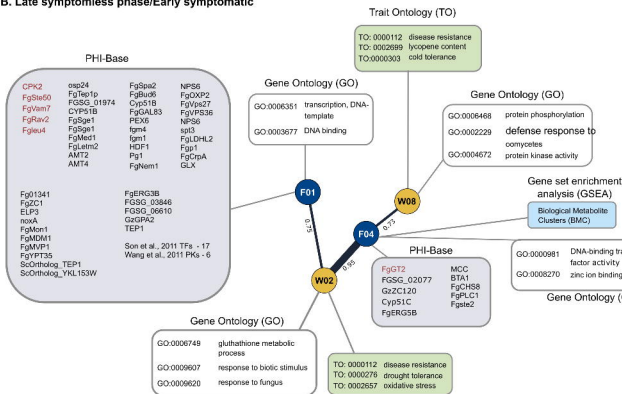 B. Late symptomless phase/Early symptomatic
Trait Ontology (TO)
TO: 0000112 disease resistance
TO: 0002699 lycopene content
TO:0000303 cold tolerance
PHI-Base
CPK2
FgSte50
FgVam7
FgRav2
Fgleu4
osp24
FgTep1p
FGSG_01974
CYP51B
FgSge1
FgSge1
FgMed1
FgLetm2
AMT2
AMT4
FgSpa2
FgBud6
Cyp51B
FgGAL83
PEX6
fgm4
fgm1
HDF1
Pg1
FgNem1
NPS6
FgOXP2
FgVps27
FgVPS36
NPS6
spt3
FgLDHL2
Fgp1
FgCrpA
GLX
Fg01341
FgZC1
ELP3
noxA
FgMon1
FgMDM1
FgMVP1
FgYPT35
ScOrtholog_TEP1
ScOrtholog_YKL153W
FgERG3B
FGSG_03846
FGSG_06610
GzGPA2
TEP1
Son et al., 2011 TFs - 17
Wang et al., 2011 PKs - 6
Gene Ontology (GO)
GO:0006351 transcription, DNA-
template
GO:0003677 DNA binding
Gene Ontology (GO)
GO:0006468 protein phosphorylation
GO:0002229 defense response to
oomycetes
GO:0004672 protein kinase activity
F01
W08
F04
W02
0.75
0.73
0.95
Gene set enrichment
analysis (GSEA)
Biological Metabolite
Clusters (BMC)
GO:0000981 DNA-binding tra
factor activity
GO:0008270 zinc ion binding
Gene Ontology (
PHI-Base
FgGT2
FGSG_02077
GzZC120
Cyp51C
FgERG5B
MCC
BTA1
FgCHS8
FgPLC1
Fgste2
Gene Ontology (GO)
GO:0006749 gluthathione metabolic
process
GO:0009607 response to biotic stimulus
GO:0009620 response to fungus
TO: 0000112 disease resistance
TO: 0000276 drought tolerance
TO: 0002657 oxidative stress